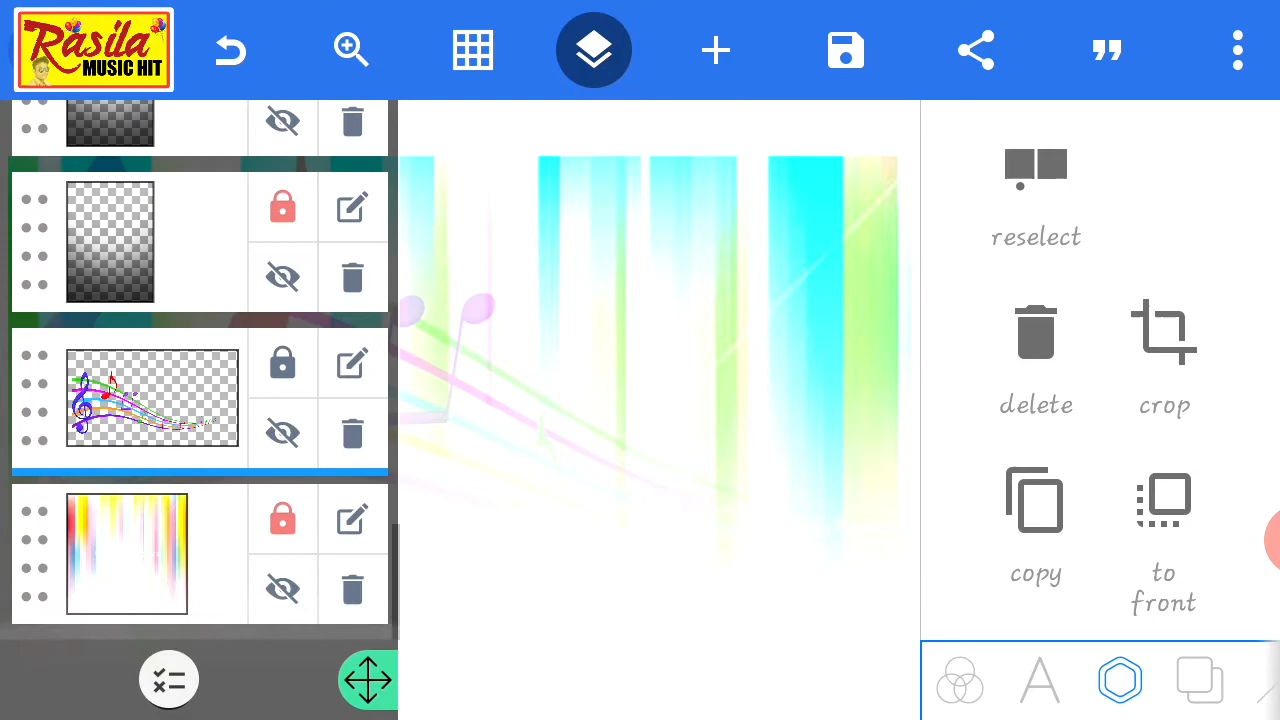 Rasila
MUSIC HIT
reselect
delete
crop
copy
to
front